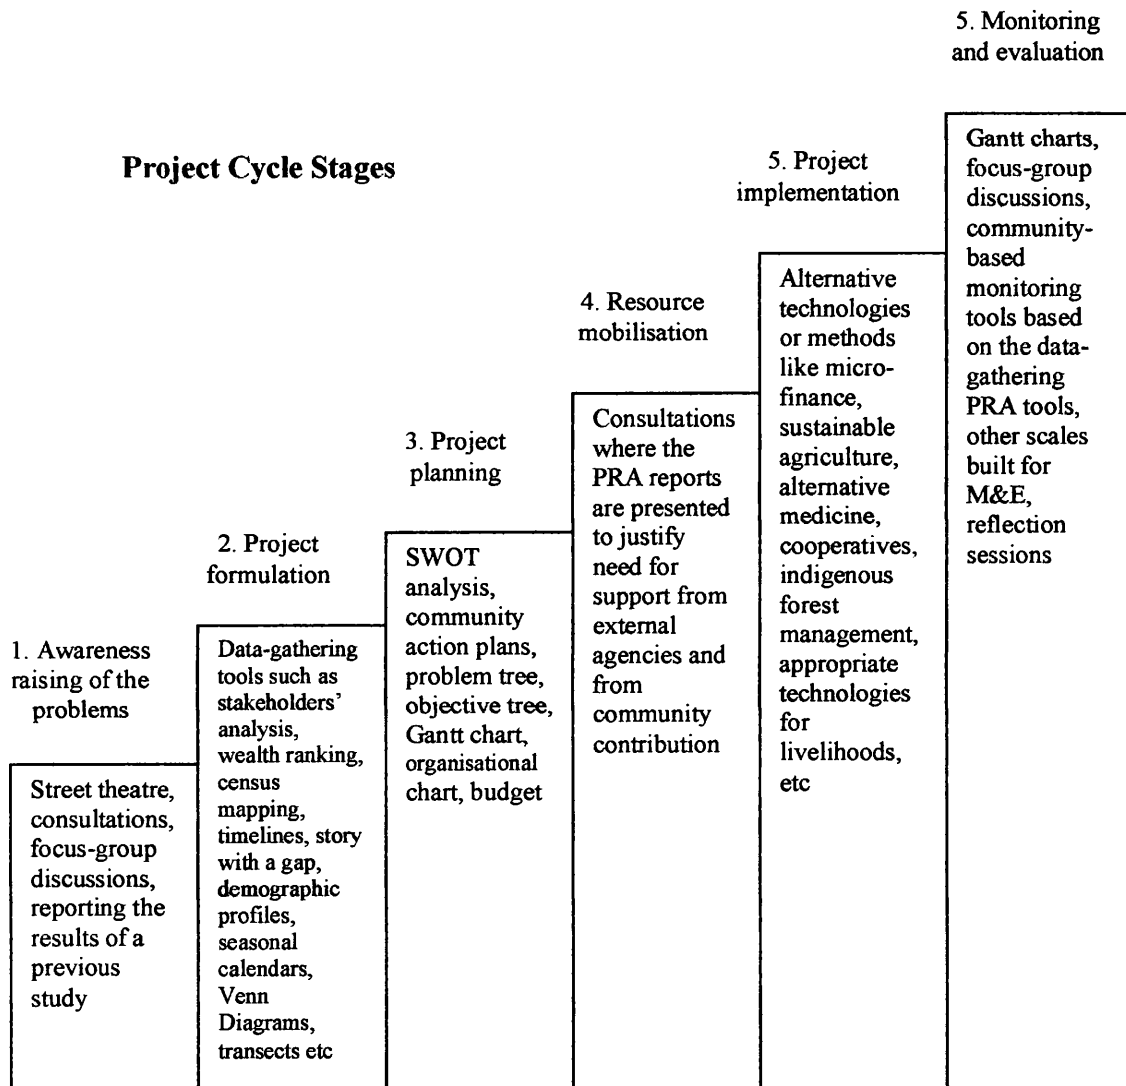 Project Cycle Stages
1. Awareness
raising of the
problems
Street theatre,
consultations,
focus-group
discussions,
reporting the
results of a
previous
study
2. Project
formulation
Data-gathering
tools such as
stakeholders’
analysis,
wealth ranking,
census
mapping,
timelines, story
with a gap,
demographic
profiles,
seasonal
calendars,
Venn
Diagrams,
transects etc
3. Project
planning
SWOT
analysis,
community
action plans,
problem tree,
objective tree,
Gantt chart,
organisational
chart, budget
4. Resource
mobilisation
Consultations
where the
PRA reports
are presented
to justify
need for
support from
external
agencies and
from
community
contribution
5. Project
implementation
Alternative
technologies
or methods
like micro-
finance,
sustainable
agriculture,
alternative
medicine,
cooperatives,
indigenous
forest
management,
appropriate
technologies
for
livelihoods,
etc
5. Monitoring
and evaluation
Gantt charts,
focus-group
discussions,
community-
based
monitoring
tools based
on the data-
gathering
PRA tools,
other scales
built for
M&E,
reflection
sessions